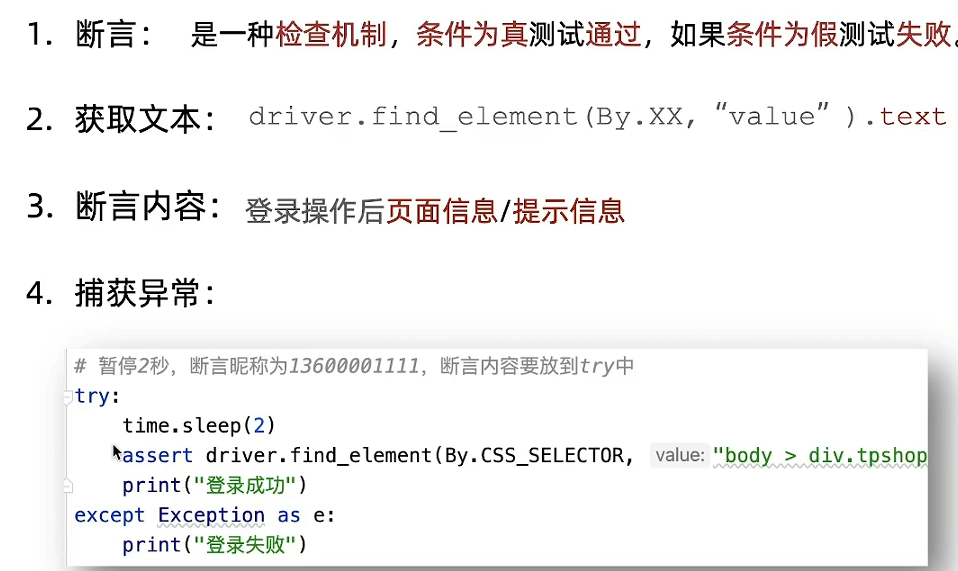 1. 断言： 是一种检查机制，条件为真测试通过，如果条件为假测试失败。
2. 获取文本： driver.find_element(By.XX, “value”).text
3. 断言内容： 登录操作后页面信息/提示信息
4. 捕获异常：
# 暂停2秒，断言昵称为13600001111，断言内容要放到try中
try:
time.sleep(2)
assert driver.find_element(By.CSS_SELECTOR, value: "body > div.tpshop
print("登录成功")
except Exception as e:
print("登录失败")